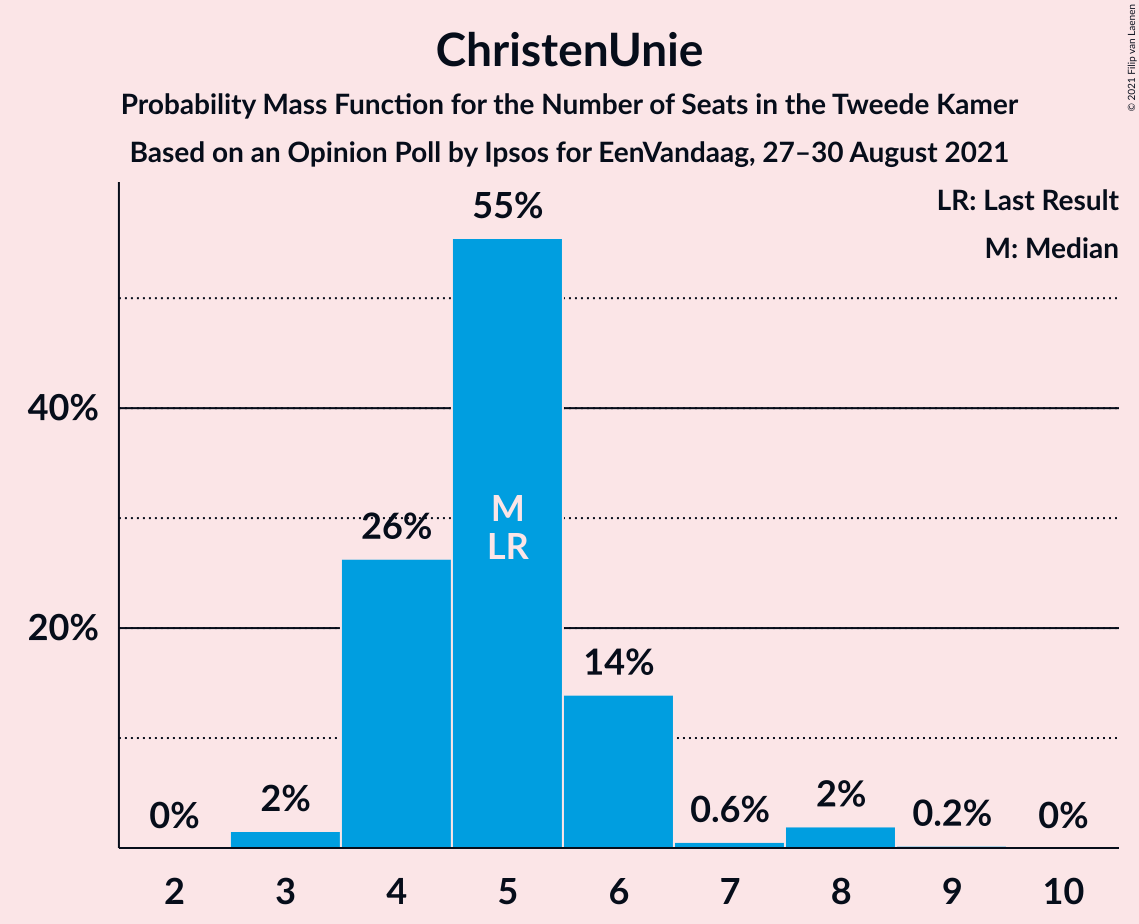 ChristenUnie
Probability Mass Function for the Number of Seats in the Tweede Kamer
Based on an Opinion Poll by Ipsos for EenVandaag, 27–30 August 2021
© 2021 Filip van Laenen
LR: Last Result
M: Median
40%
20%
0%
2%
26%
55%
14%
0.6%
2%
0.2%
0%
M
LR
2
3
4
5
6
7
8
9
10